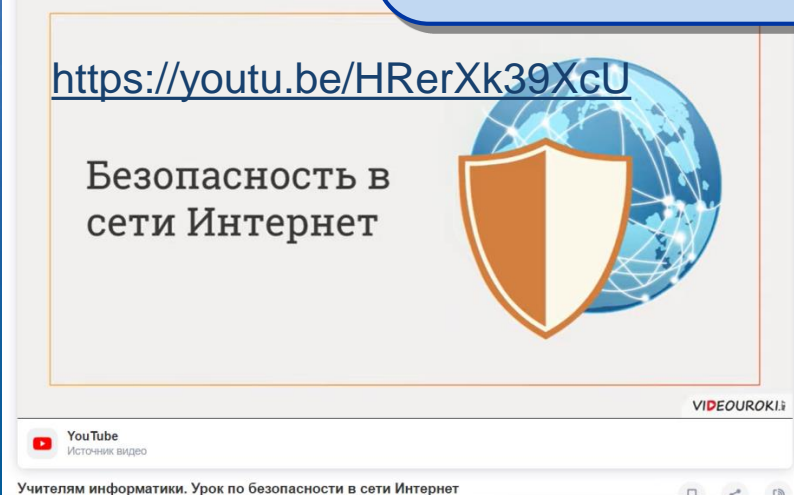 https://youtu.be/HRerXk39XcU
Безопасность в
сети Интернет
VIDEOUROKI
YouTube
Источник видео
Учителям информатики. Урок по безопасности в сети Интернет